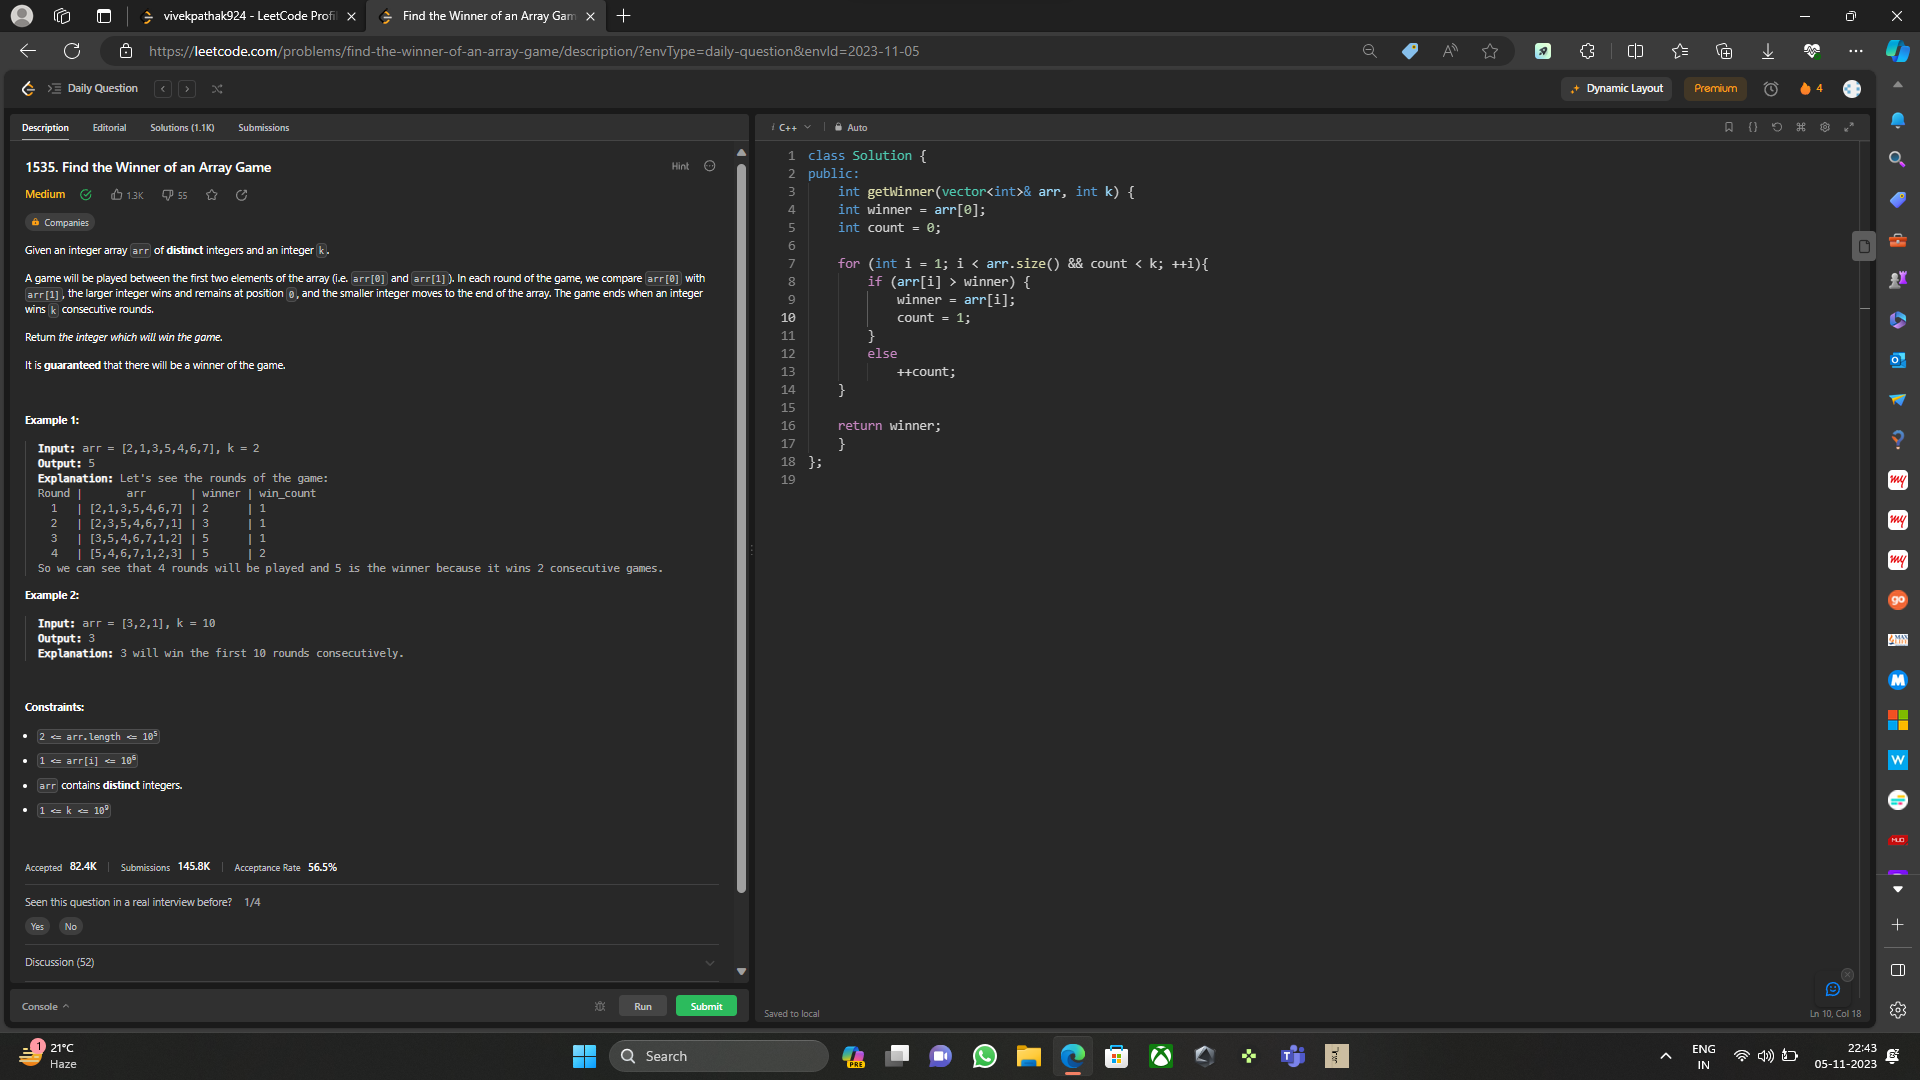 vivekpathak924 - LeetCode Profil
Find the Winner of an Array Gam
https://leetcode.com/problems/find-the-winner-of-an-array-game/description/?envType=daily-question&envId=2023-11-05
Daily Question
Dynamic Layout
Premium
4
Description
Editorial
Solutions (1.1K)
Submissions
1535. Find the Winner of an Array Game
Hint
Medium
1.3K
55
Companies
Given an integer array arr of distinct integers and an integer k.
A game will be played between the first two elements of the array (i.e. arr[0] and arr[1]). In each round of the game, we compare arr[0] with
arr[1], the larger integer wins and remains at position 0, and the smaller integer moves to the end of the array. The game ends when an integer
wins k consecutive rounds.
Return the integer which will win the game.
It is guaranteed that there will be a winner of the game.
Example 1:
Input: arr = [2,1,3,5,4,6,7], k = 2
Output: 5
Explanation: Let's see the rounds of the game:
Round |       arr       | winner | win_count
1   | [2,1,3,5,4,6,7] | 2      | 1
2   | [2,3,5,4,6,7,1] | 3      | 1
3   | [3,5,4,6,7,1,2] | 5      | 1
4   | [5,4,6,7,1,2,3] | 5      | 2
So we can see that 4 rounds will be played and 5 is the winner because it wins 2 consecutive games.
Example 2:
Input: arr = [3,2,1], k = 10
Output: 3
Explanation: 3 will win the first 10 rounds consecutively.
Constraints:
• 2 <= arr.length <= 10⁵
• 1 <= arr[i] <= 10⁶
• arr contains distinct integers.
• 1 <= k <= 10⁹
Accepted 82.4K | Submissions 145.8K | Acceptance Rate 56.5%
Seen this question in a real interview before? 1/4
Yes No
Discussion (52)
Console
Run
Submit
i C++
Auto
1 class Solution {
2 public:
3     int getWinner(vector<int>& arr, int k) {
4     int winner = arr[0];
5     int count = 0;
6
7     for (int i = 1; i < arr.size() && count < k; ++i){
8         if (arr[i] > winner) {
9             winner = arr[i];
10             count = 1;
11         }
12         else
13             ++count;
14     }
15
16     return winner;
17     }
18 };
19
Saved to local
Ln 10, Col 18
my
my
my
go
M
W
1
21°C
Haze
Search
PRE
ENG
IN
22:43
05-11-2023